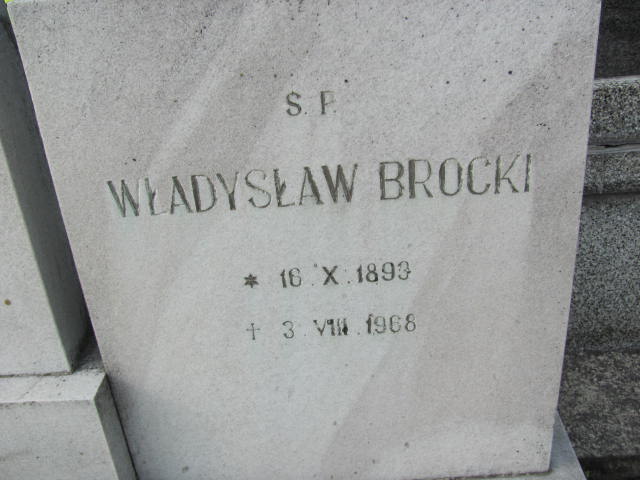 S. P.
WŁADYSŁAW BROCKI
* 16. X. 1893
† 3. VIII. 1968